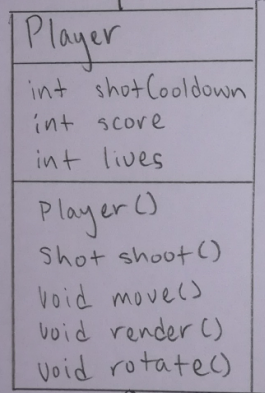 Player
int shotCooldown
int score
int lives
Player()
Shot shoot()
void move()
void render()
void rotate()